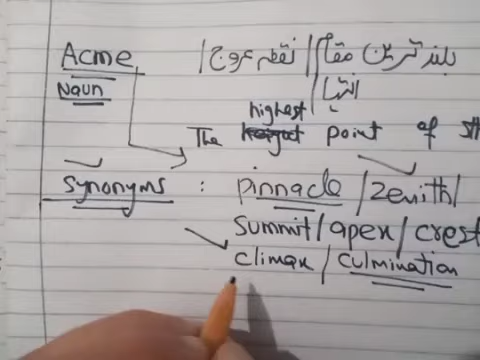 Acme / نقطہ عروج / بلند ترین مقام
Noun / انتہا
highest
The point of sth
Synonyms : pinnacle / Zenith /
Summit / apex / crest
climax / culmination